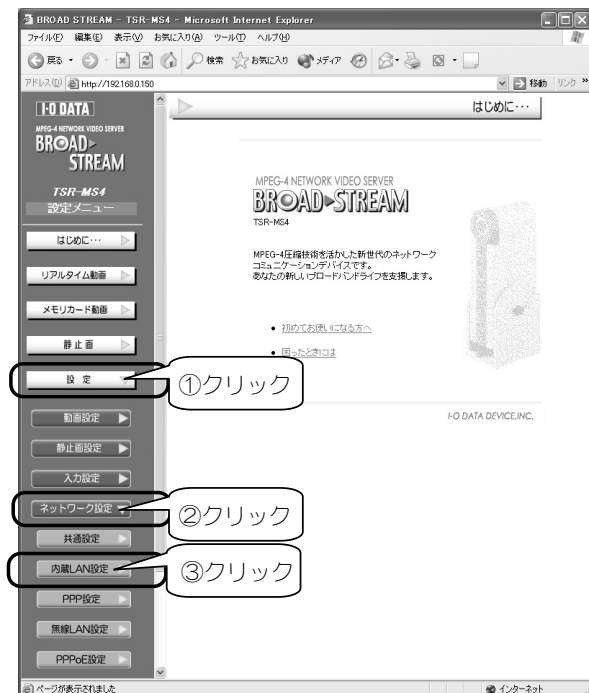 BROAD STREAM - TSR-MS4 - Microsoft Internet Explorer
ファイル(F) 編集(E) 表示(V) お気に入り(A) ツール(T) ヘルプ(H)
戻る 検索 お気に入り メディア
アドレス(D) http://192.168.0.150 移動 リンク »
I-O DATA
MPEG-4 NETWORK VIDEO SERVER
BROAD STREAM
TSR-MS4
設定メニュー
はじめに…
リアルタイム動画
メモリカード動画
静止画
設 定
動画設定
静止画設定
入力設定
ネットワーク設定
共通設定
内蔵LAN設定
PPP設定
無線LAN設定
PPPoE設定
はじめに…
MPEG-4 NETWORK VIDEO SERVER
BROAD STREAM
TSR-MS4
MPEG-4圧縮技術を活かした新世代のネットワーク
コミュニケーションデバイスです。
あなたの新しいブロードバンドライフを支援します。
初めてお使いになる方へ
困ったときには
I-O DATA DEVICE,INC.
①クリック
②クリック
③クリック
ページが表示されました インターネット